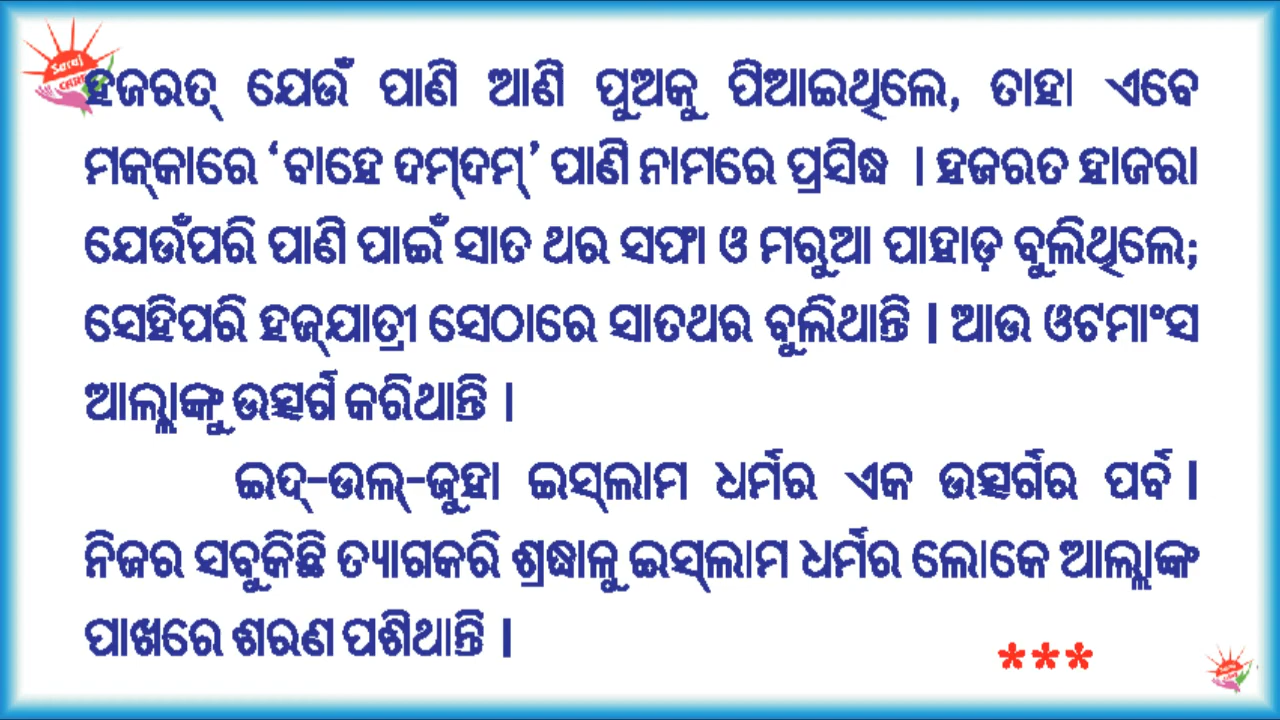 Saraj
CARE
ହଜରତ୍ ଯେଉଁ ପାଣି ଆଣି ପୁଅକୁ ପିଆଇଥିଲେ, ତାହା ଏବେ
ମକ୍‌କାରେ ‘ବାହେ ଦମ୍‌ଦମ୍’ ପାଣି ନାମରେ ପ୍ରସିଦ୍ଧ । ହଜରତ ହାଜରା
ଯେଉଁପରି ପାଣି ପାଇଁ ସାତ ଥର ସଫା ଓ ମରୁଆ ପାହାଡ଼ ବୁଲିଥିଲେ;
ସେହିପରି ହଜ୍‌ଯାତ୍ରୀ ସେଠାରେ ସାତଥର ବୁଲିଥାନ୍ତି । ଆଉ ଓଟମାଂସ
ଆଲ୍ଲାଙ୍କୁ ଉତ୍ସର୍ଗ କରିଥାନ୍ତି ।
ଇଦ୍-ଉଲ୍-ଜୁହା ଇସ୍‌ଲାମ ଧର୍ମର ଏକ ଉତ୍ସର୍ଗର ପର୍ବ ।
ନିଜର ସବୁକିଛି ତ୍ୟାଗକରି ଶ୍ରଦ୍ଧାଳୁ ଇସ୍‌ଲାମ ଧର୍ମର ଲୋକେ ଆଲ୍ଲାଙ୍କ
ପାଖରେ ଶରଣ ପଶିଥାନ୍ତି ।
***